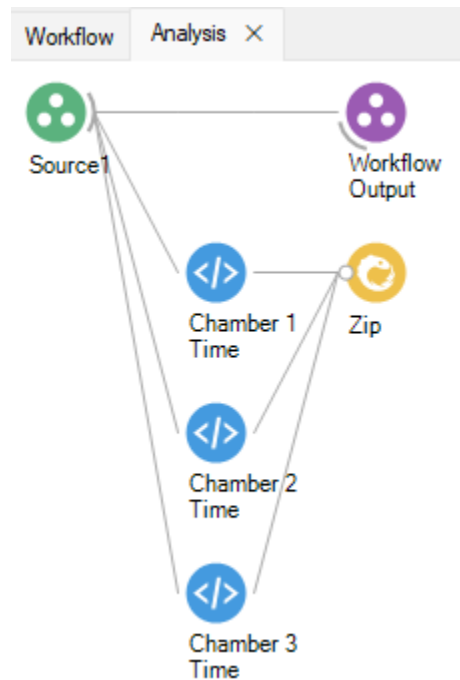 Workflow
Analysis
Source1
Workflow
Output
Chamber 1
Time
Zip
Chamber 2
Time
Chamber 3
Time